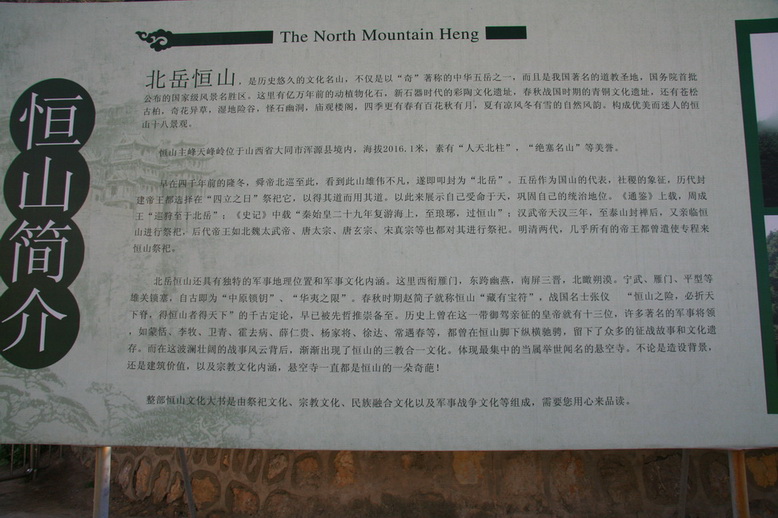 The North Mountain Heng
恒山简介
北岳恒山，是历史悠久的文化名山，不仅是以“奇”著称的中华五岳之一，而且是我国著名的道教圣地，国务院首批
公布的国家级风景名胜区。这里有亿万年前的动植物化石，新石器时代的彩陶文化遗址，春秋战国时期的青铜文化遗址，还有苍松
古柏，奇花异草，湿地险谷，怪石幽洞，庙观楼阁，四季更有春有百花秋有月，夏有凉风冬有雪的自然风韵。构成优美而迷人的恒
山十八景观。
恒山主峰天峰岭位于山西省大同市浑源县境内，海拔2016.1米，素有“人天北柱”，“绝塞名山”等美誉。
早在四千年前的隆冬，舜帝北巡至此，看到此山雄伟不凡，遂即叩封为“北岳”。五岳作为国山的代表，社稷的象征，历代封
建帝王都选择在“四立之日”祭祀它，以得其道而用其道。以此来展示自己受命于天，巩固自己的统治地位。《通鉴》上载，周成
王“巡狩至于北岳”；《史记》中载“秦始皇二十九年复游海上，至琅琊，过恒山”；汉武帝天汉三年，至泰山封禅后，又亲临恒
山进行祭祀，后代帝王如北魏太武帝、唐太宗、唐玄宗、宋真宗等也都对其进行祭祀。明清两代，几乎所有的帝王都曾遣使专程来
恒山祭祀。
北岳恒山还具有独特的军事地理位置和军事文化内涵。这里西衔雁门，东跨幽燕，南屏三晋，北瞰朔漠。宁武、雁门、平型等
雄关锁塞，自古即为“中原锁钥”、“华夷之限”。春秋时期赵简子就称恒山“藏有宝符”，战国名士张仪 “恒山之险，必折天
下脊，得恒山者得天下”的千古定论，早已被先哲推崇备至。历史上曾在这一带御驾亲征的皇帝就有十三位，许多著名的军事将领
，如蒙恬、李牧、卫青、霍去病、薛仁贵、杨家将、徐达、常遇春等，都曾在恒山脚下纵横驰骋，留下了众多的征战故事和文化遗
存。而在这波澜壮阔的战事风云背后，渐渐出现了恒山的三教合一文化。体现最集中的当属举世闻名的悬空寺。不论是造设背景，
还是建筑价值，以及宗教文化内涵，悬空寺一直都是恒山的一朵奇葩！
整部恒山文化大书是由祭祀文化、宗教文化、民族融合文化以及军事战争文化等组成，需要您用心来品读。